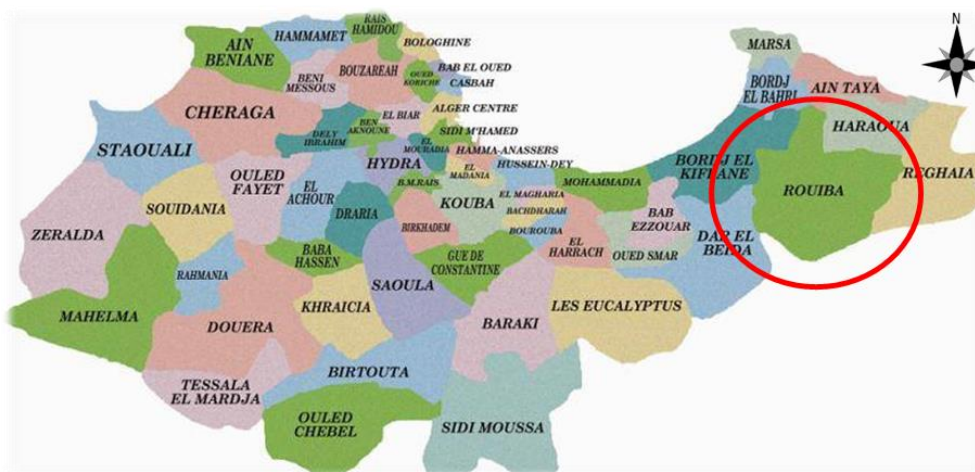 RAIS
HAMIDOU
HAMMAMET
BOLOGHINE
N
AIN
BENIANE
MARSA
BENI
MESSOUS
BOUZAREAH
OUED
KORICHE
BAB EL OUED
CASBAH
BORDJ
EL BAHRI
AIN TAYA
CHERAGA
EL BIAR
ALGER CENTRE
BEN
AKNOUNE
SIDI M'HAMED
DELY
IBRAHIM
EL
MOURADIA
HAMMA-ANASSERS
HARAOUA
STAOUALI
HYDRA
EL
MADANIA
HUSSEIN-DEY
BORDJ EL
KIFFANE
REGHAIA
OULED
FAYET
EL
ACHOUR
B.M.RAIS
MOHAMMADIA
ROUIBA
SOUIDANIA
DRARIA
KOUBA
EL MAGHARIA
BACHDHARAH
BOUROUBA
BAB
EZZOUAR
ZERALDA
BIRKHADEM
EL
HARRACH
OUED SMAR
DAR EL
BEIDA
BABA
HASSEN
GUE DE
CONSTANTINE
RAHMANIA
SAOULA
MAHELMA
DOUERA
KHRAICIA
BARAKI
LES EUCALYPTUS
BIRTOUTA
TESSALA
EL MARDJA
OULED
CHEBEL
SIDI MOUSSA